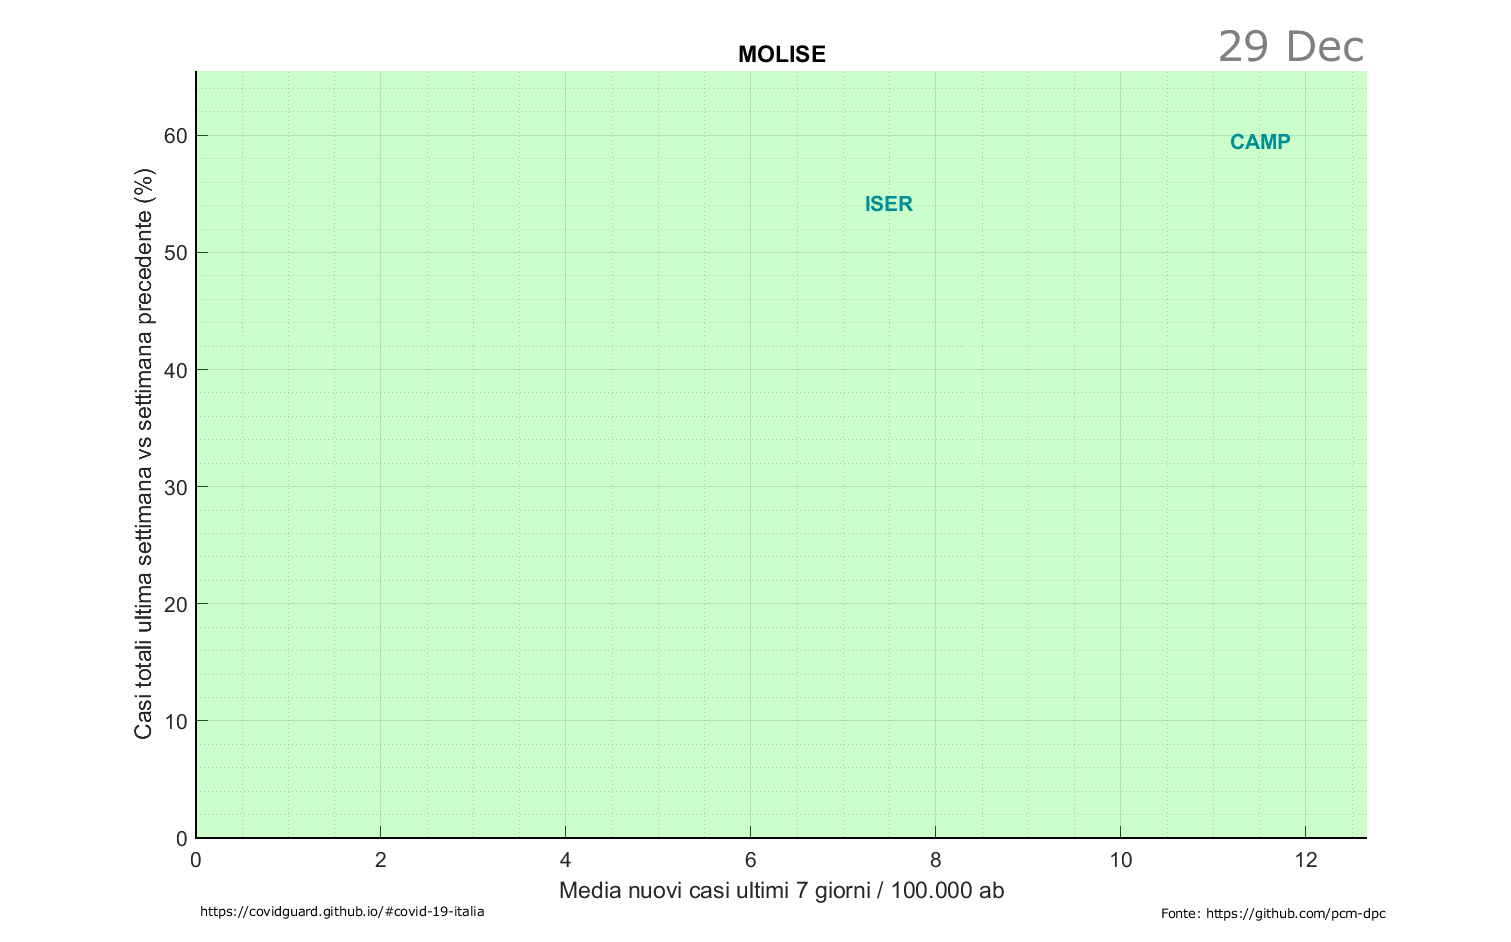 29 Dec
MOLISE
60
CAMP
ISER
50
40
30
20
10
0
Casi totali ultima settimana vs settimana precedente (%)
0 2 4 6 8 10 12
Media nuovi casi ultimi 7 giorni / 100.000 ab
https://covidguard.github.io/#covid-19-italia
Fonte: https://github.com/pcm-dpc